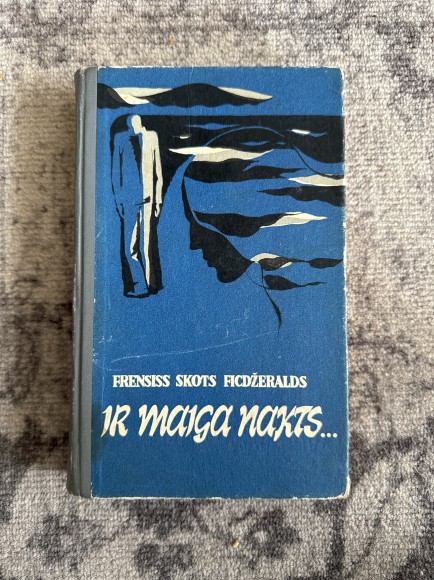 FRENSISS SKOTS FICDŽERALDS
IR MAIGA NAKTS...